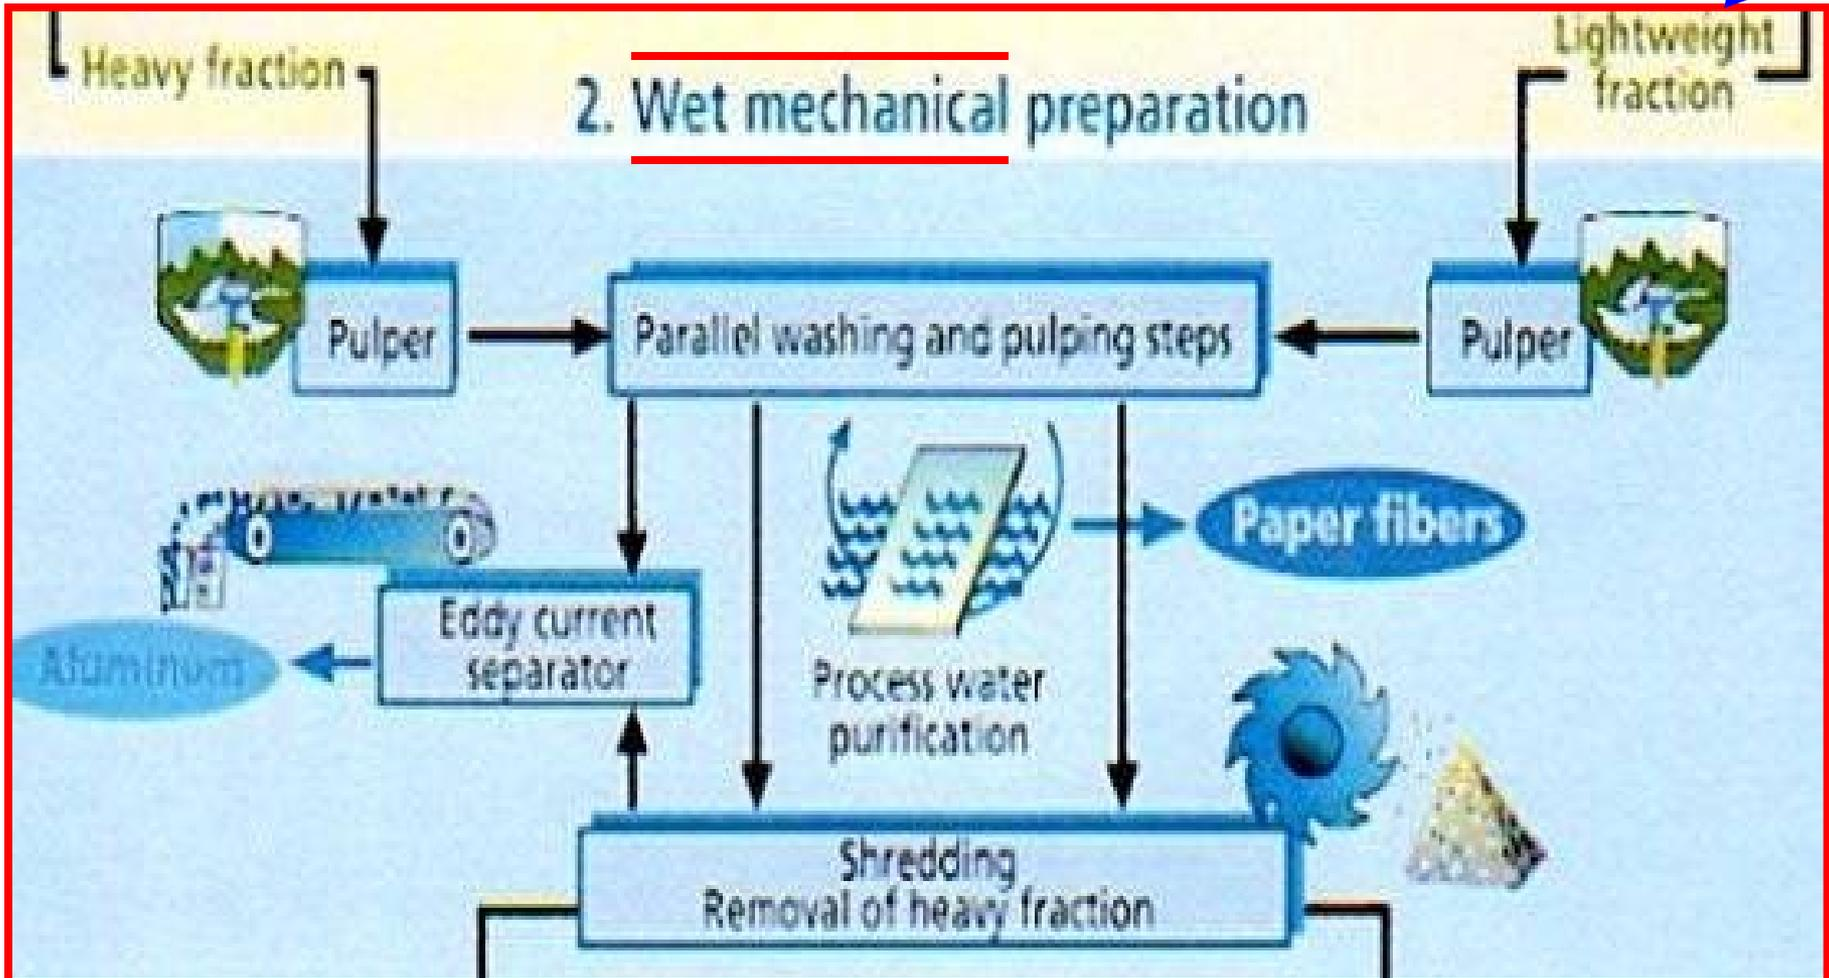 Heavy fraction
Lightweight
fraction
2. Wet mechanical preparation
Pulper
Parallel washing and pulping steps
Pulper
Paper fibers
Eddy current
separator
Aluminum
Process water
purification
Shredding
Removal of heavy fraction